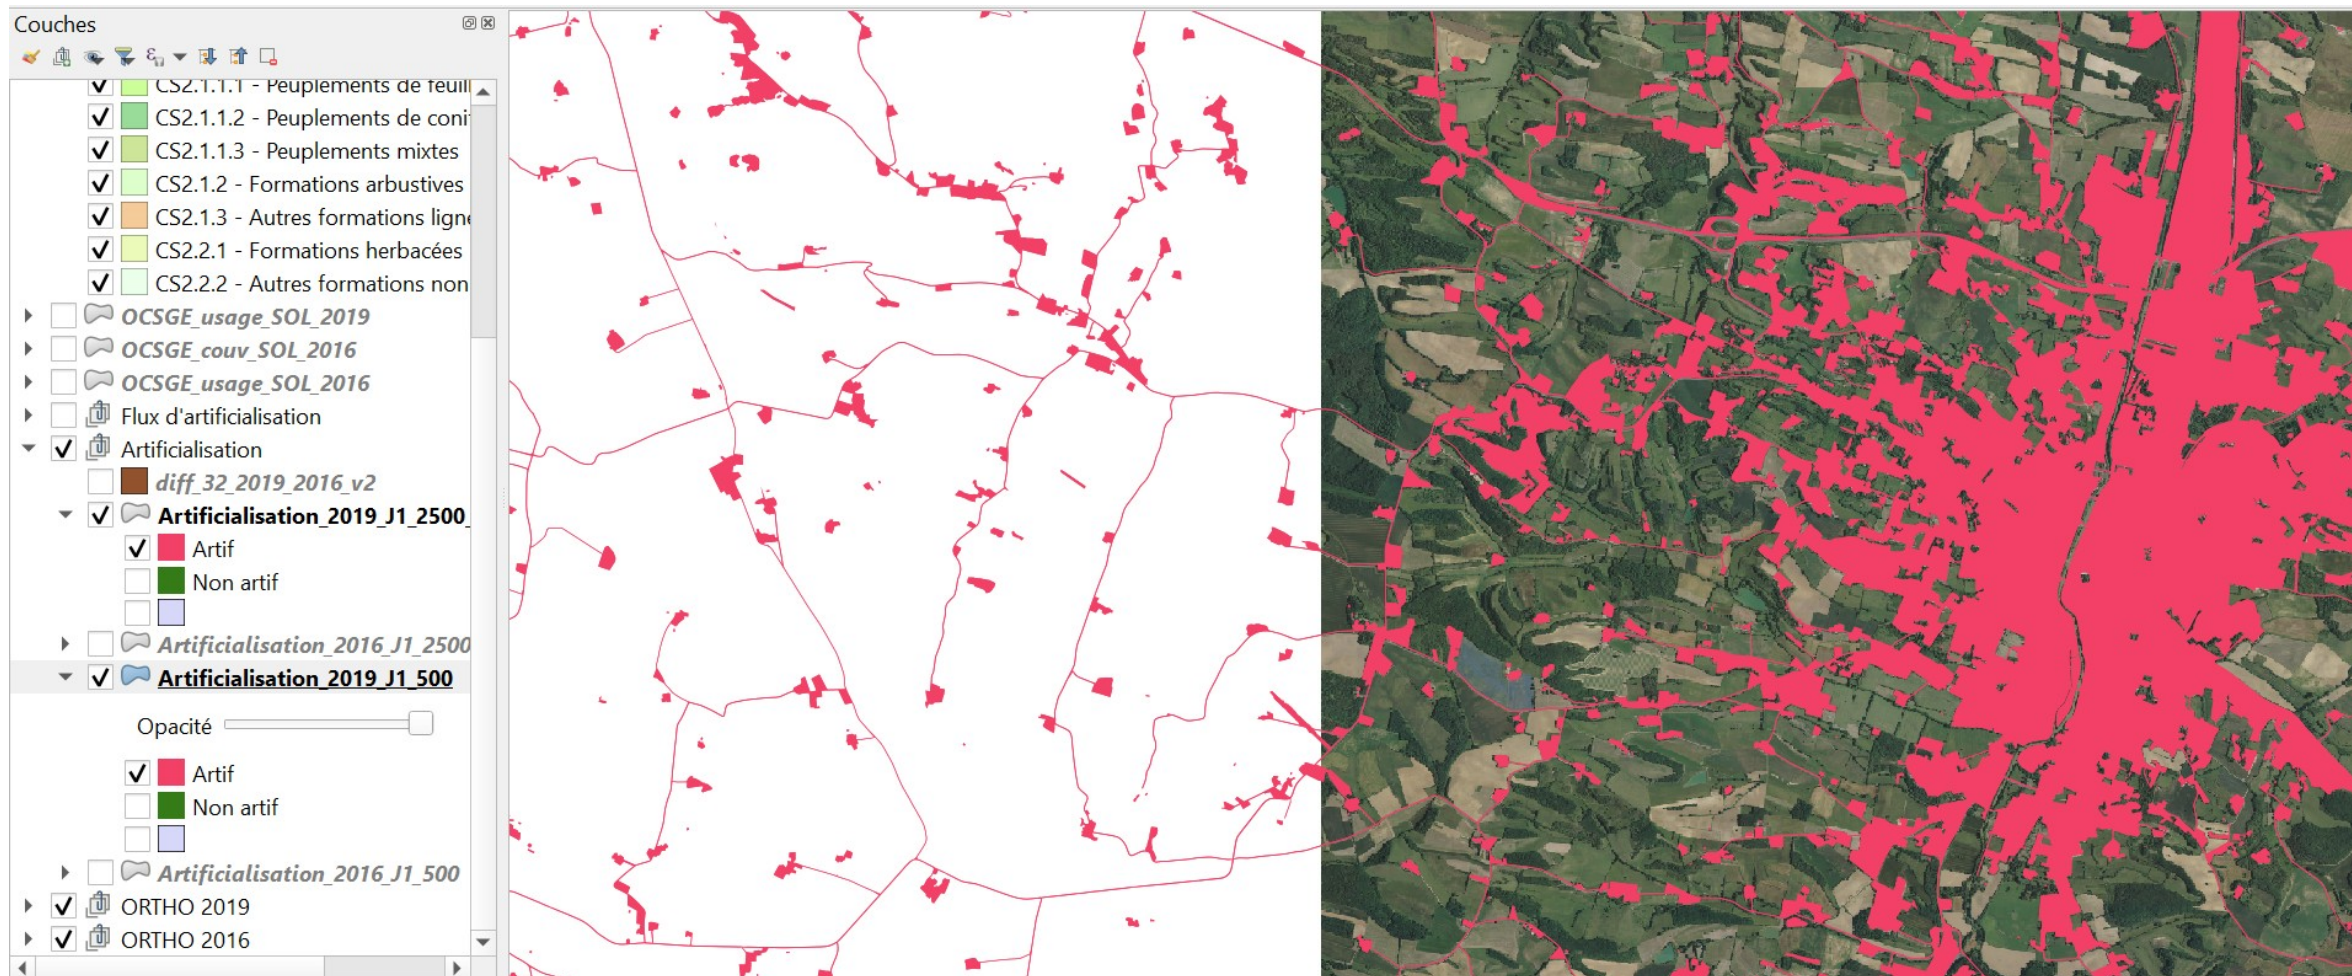 Couches
CS2.1.1.1 - Peuplements de feuill
CS2.1.1.2 - Peuplements de conif
CS2.1.1.3 - Peuplements mixtes
CS2.1.2 - Formations arbustives
CS2.1.3 - Autres formations ligne
CS2.2.1 - Formations herbacées
CS2.2.2 - Autres formations non
OCSGE_usage_SOL_2019
OCSGE_couv_SOL_2016
OCSGE_usage_SOL_2016
Flux d'artificialisation
Artificialisation
diff_32_2019_2016_v2
Artificialisation_2019_J1_2500_
Artif
Non artif
Artificialisation_2016_J1_2500
Artificialisation_2019_J1_500
Opacité
Artif
Non artif
Artificialisation_2016_J1_500
ORTHO 2019
ORTHO 2016